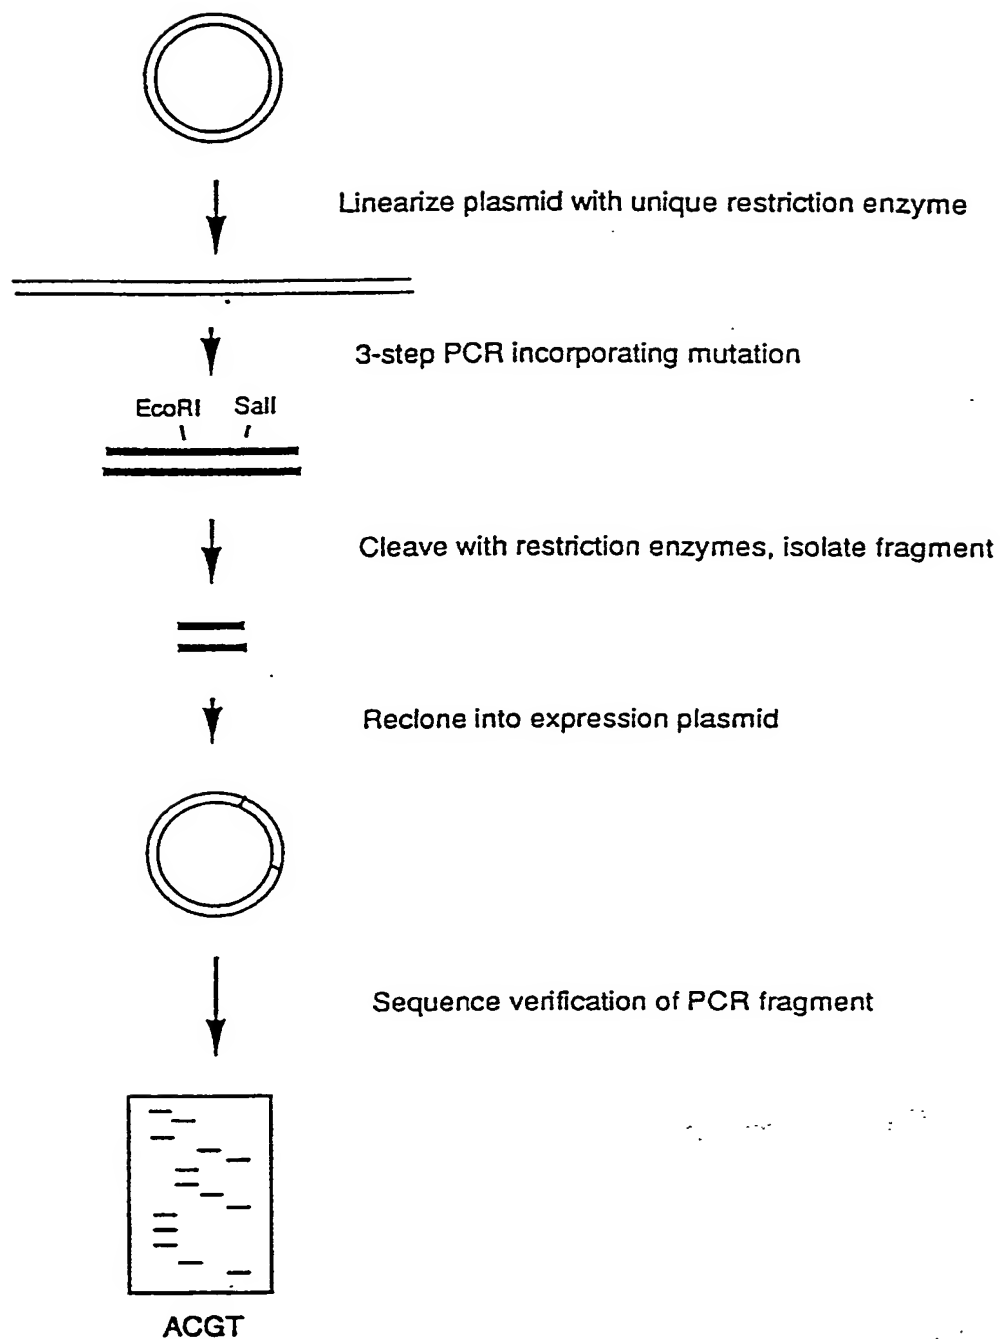 Linearize plasmid with unique restriction enzyme
3-step PCR incorporating mutation
EcoRI SalI
Cleave with restriction enzymes, isolate fragment
Reclone into expression plasmid
Sequence verification of PCR fragment
ACGT